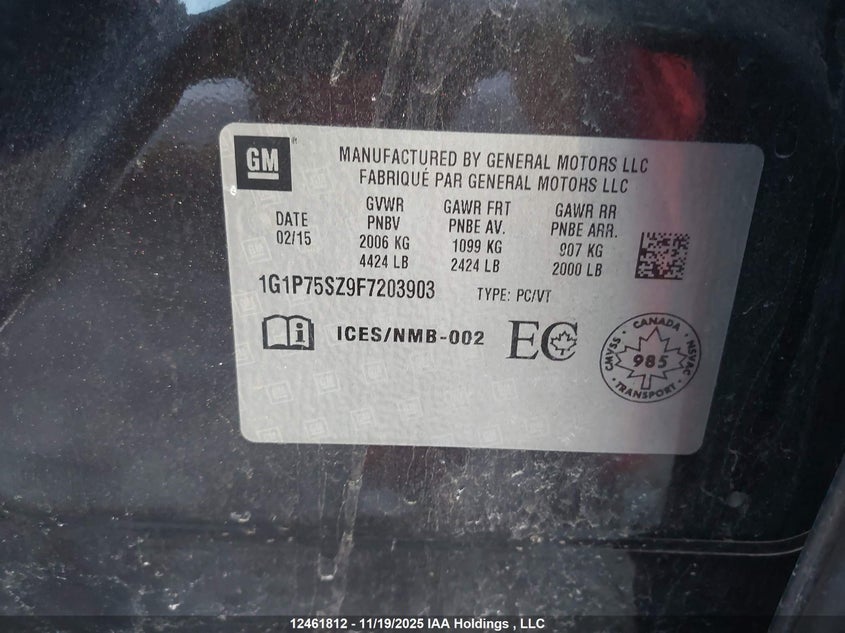 GM
MANUFACTURED BY GENERAL MOTORS LLC
FABRIQUÉ PAR GENERAL MOTORS LLC
DATE
02/15
GVWR
PNBV
2006 KG
4424 LB
GAWR FRT
PNBE AV.
1099 KG
2424 LB
GAWR RR
PNBE ARR.
907 KG
2000 LB
1G1P75SZ9F7203903 TYPE: PC/VT
i ICES/NMB-002 EC
CANADA
CMVSS • NSVAC
985
TRANSPORT
12461812 - 11/19/2025 IAA Holdings , LLC